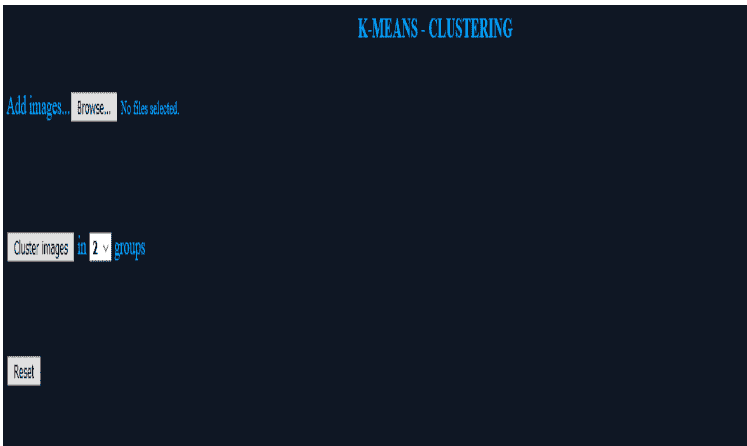 K-MEANS - CLUSTERING
Add images... Browse... No files selected.
Cluster images in 2 groups
Reset